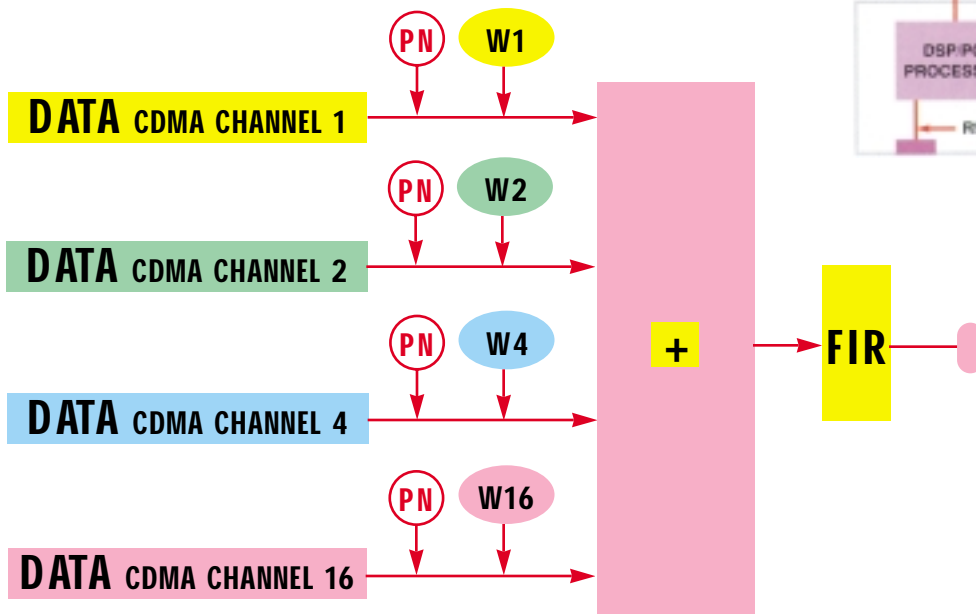 PN W1
DATA CDMA CHANNEL 1
PN W2
DATA CDMA CHANNEL 2
PN W4
DATA CDMA CHANNEL 4
PN W16
DATA CDMA CHANNEL 16
+
FIR